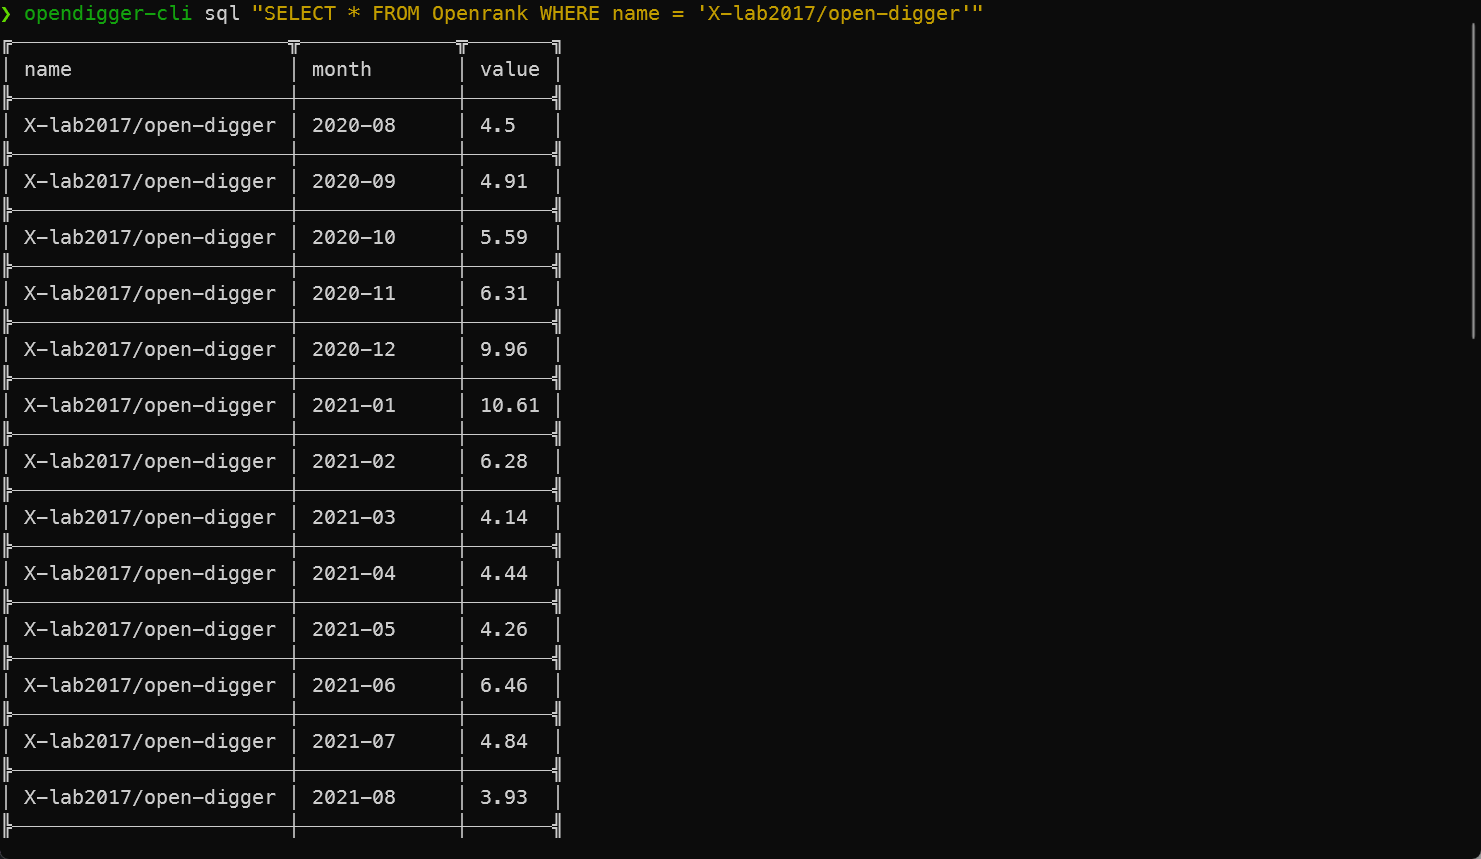 ❯ opendigger-cli sql "SELECT * FROM Openrank WHERE name = 'X-lab2017/open-digger'"
name month value
X-lab2017/open-digger 2020-08 4.5
X-lab2017/open-digger 2020-09 4.91
X-lab2017/open-digger 2020-10 5.59
X-lab2017/open-digger 2020-11 6.31
X-lab2017/open-digger 2020-12 9.96
X-lab2017/open-digger 2021-01 10.61
X-lab2017/open-digger 2021-02 6.28
X-lab2017/open-digger 2021-03 4.14
X-lab2017/open-digger 2021-04 4.44
X-lab2017/open-digger 2021-05 4.26
X-lab2017/open-digger 2021-06 6.46
X-lab2017/open-digger 2021-07 4.84
X-lab2017/open-digger 2021-08 3.93